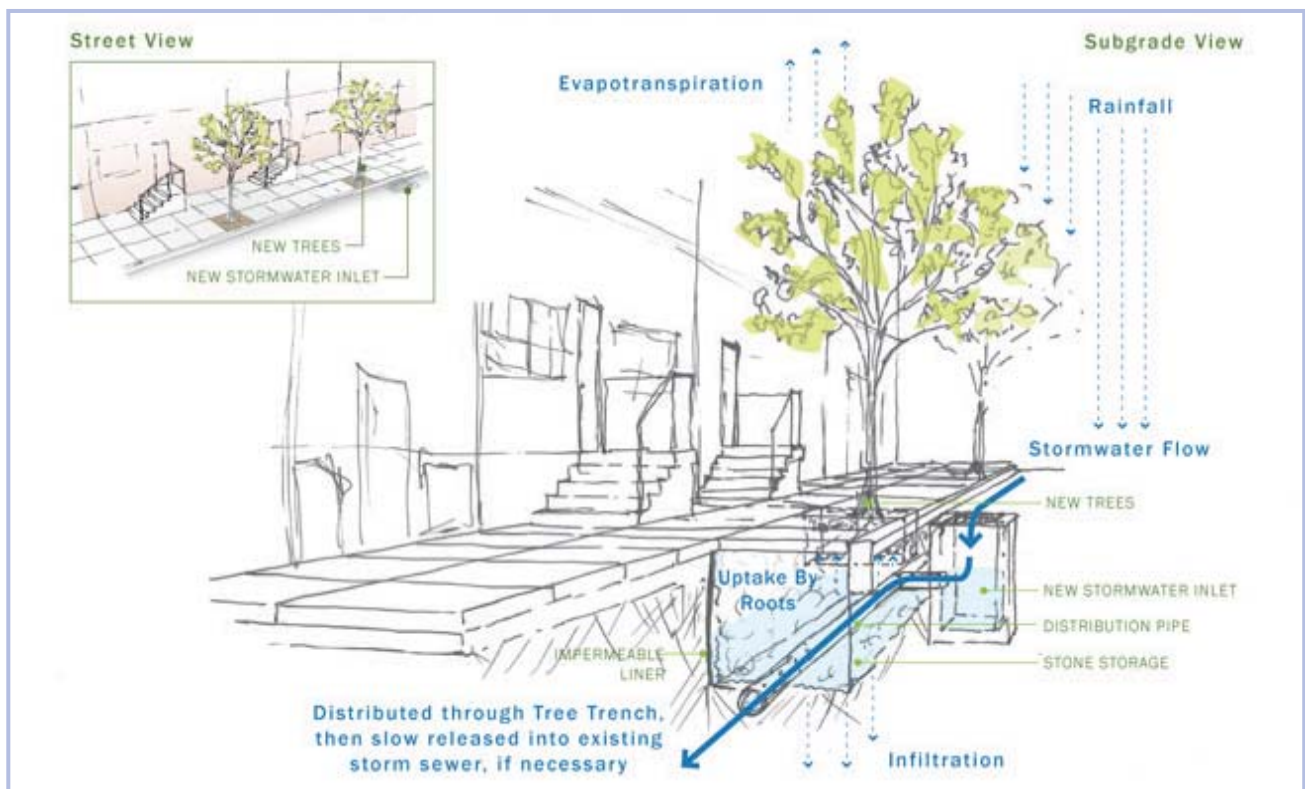 Street View
Subgrade View
Evapotranspiration
Rainfall
NEW TREES
NEW STORMWATER INLET
Stormwater Flow
NEW TREES
Uptake By
Roots
NEW STORMWATER INLET
DISTRIBUTION PIPE
IMPERMEABLE
LINER
STONE STORAGE
Distributed through Tree Trench,
then slow released into existing
storm sewer, if necessary
Infiltration